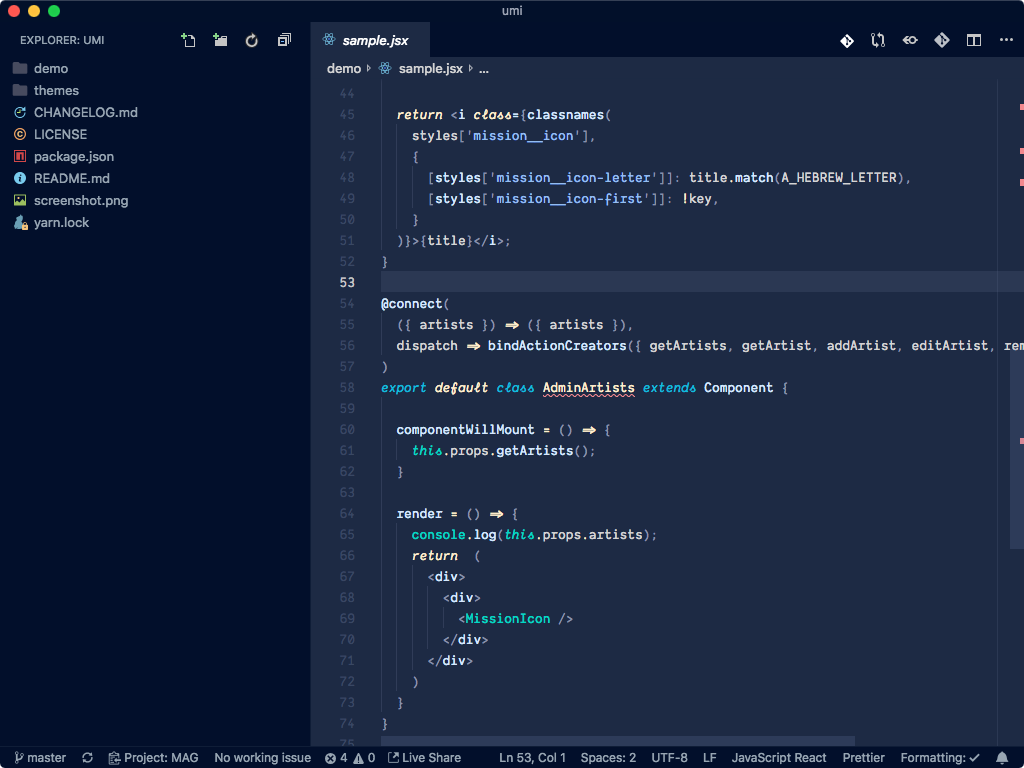 umi
EXPLORER: UMI
demo
themes
CHANGELOG.md
LICENSE
package.json
README.md
screenshot.png
yarn.lock
sample.jsx
demo › sample.jsx › ...
44
45 return <i class={classnames(
46 styles['mission__icon'],
47 {
48 [styles['mission__icon-letter']]: title.match(A_HEBREW_LETTER),
49 [styles['mission__icon-first']]: !key,
50 }
51 )}>{title}</i>;
52 }
53
54 @connect(
55 ({ artists }) => ({ artists }),
56 dispatch => bindActionCreators({ getArtists, getArtist, addArtist, editArtist, rem
57 )
58 export default class AdminArtists extends Component {
59
60 componentWillMount = () => {
61 this.props.getArtists();
62 }
63
64 render = () => {
65 console.log(this.props.artists);
66 return (
67 <div>
68 <div>
69 <MissionIcon />
70 </div>
71 </div>
72 )
73 }
74 }
75
master Project: MAG No working issue 4 0 Live Share Ln 53, Col 1 Spaces: 2 UTF-8 LF JavaScript React Prettier Formatting: ✓